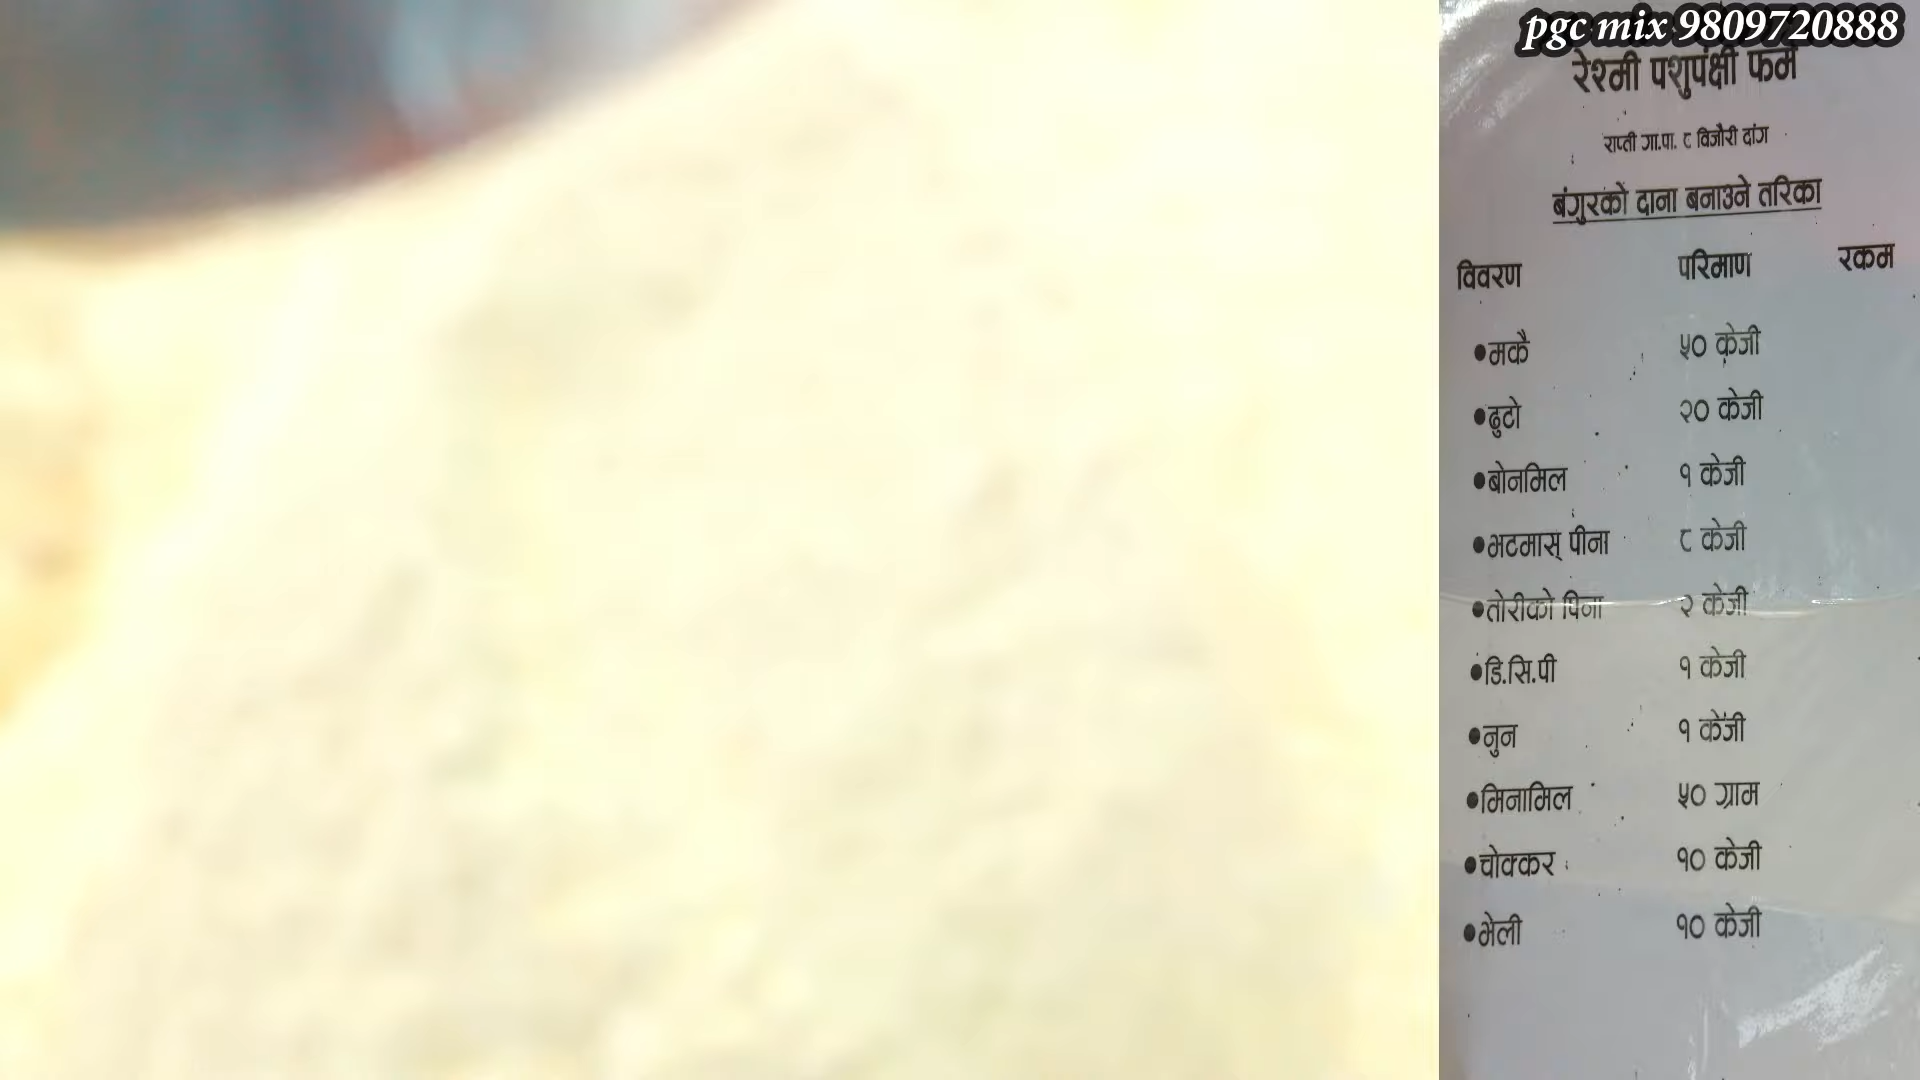 pgc mix 9809720888
रेश्मी पशुपंक्षी फर्म
राप्ती गा.पा. ८ विजौरी दांग
बंगुरको दाना बनाउने तरिका
विवरण परिमाण रकम
•मकै ५० केजी
•ढुटो २० केजी
•बोनमिल १ केजी
•भटमास् पीना ८ केजी
•तोरीको पिना २ केजी
•डि.सि.पी १ केजी
•नुन १ केजी
•मिनामिल ५० ग्राम
•चोक्कर १० केजी
•भेली १० केजी